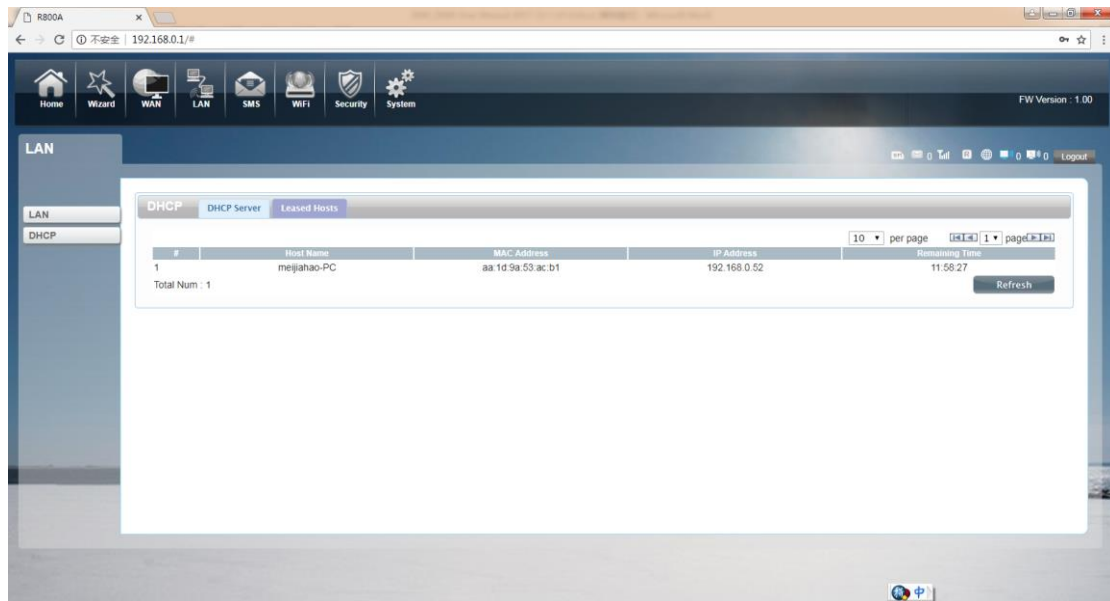 R800A
不安全 | 192.168.0.1/#
Home Wizard WAN LAN SMS WiFi Security System
FW Version : 1.00
LAN
0 0 0 Logout
LAN
DHCP
DHCP DHCP Server Leased Hosts
10 per page 1 page
# Host Name MAC Address IP Address Remaining Time
1 meijiahao-PC aa:1d:9a:53:ac:b1 192.168.0.52 11:58:27
Total Num : 1 Refresh
中